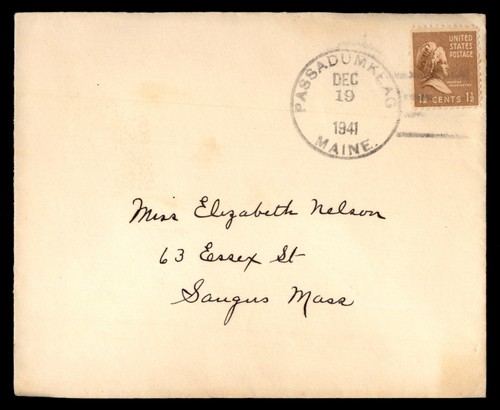 PASSADUMKEAG
DEC
19
1941
MAINE.
UNITED
STATES
POSTAGE
1½ CENTS 1½
Miss Elizabeth Nelson
63 Essex St
Saugus Mass